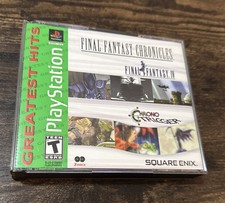 GREATEST HITS
PlayStation
FINAL FANTASY CHRONICLES
FINAL FANTASY IV
CHRONO
TRIGGER
T
SQUARE ENIX